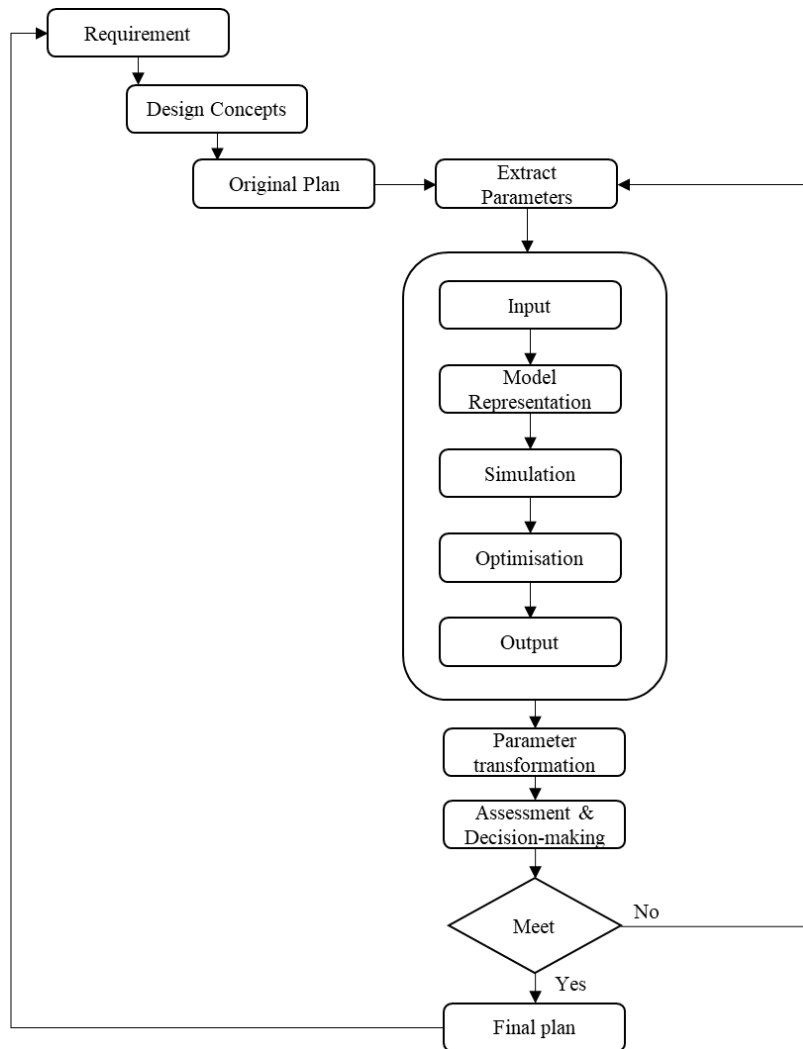 Requirement
Design Concepts
Original Plan
Extract
Parameters
Input
Model
Representation
Simulation
Optimisation
Output
Parameter
transformation
Assessment &
Decision-making
Meet
No
Yes
Final plan